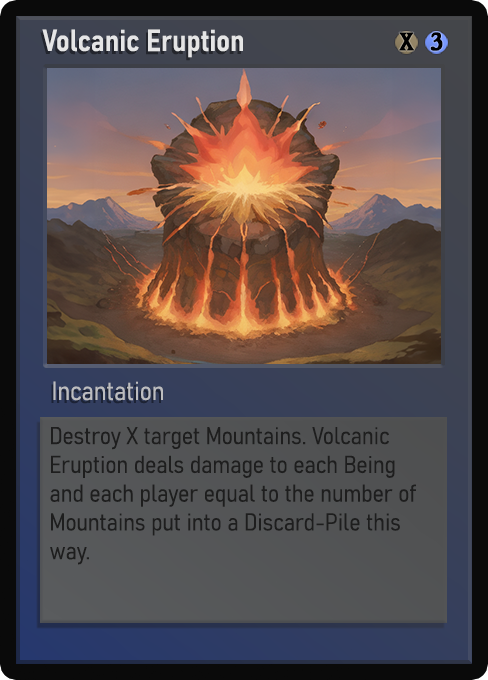 Volcanic Eruption X 3
Incantation
Destroy X target Mountains. Volcanic
Eruption deals damage to each Being
and each player equal to the number of
Mountains put into a Discard-Pile this
way.